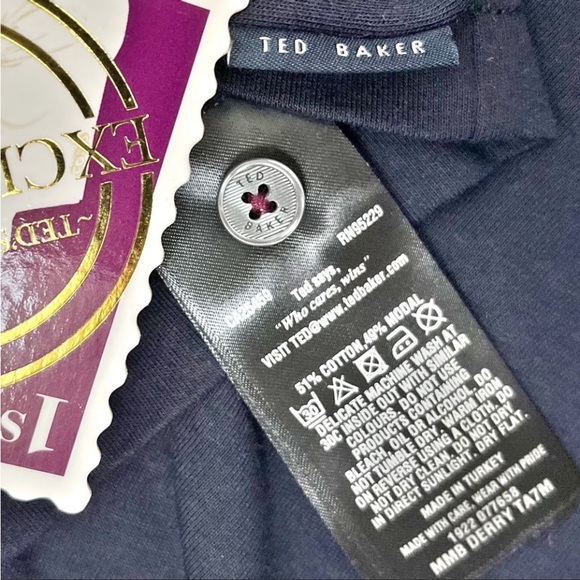 TED BAKER
EXCL
~TED'S
1s
TED
BAKER
RN95229
Ted says,
"Who cares, wins"
VISIT TED@www.tedbaker.com
51% COTTON,49% MODAL
DELICATE MACHINE WASH AT
30C INSIDE OUT WITH SIMILAR
COLOURS. DO NOT USE
PRODUCTS CONTAINING
BLEACH, OIL OR ALCOHOL. DO
NOT TUMBLE DRY. WARM IRON
ON REVERSE USING A CLOTH. DO
NOT DRY CLEAN. DO NOT DRY
IN DIRECT SUNLIGHT. DRY FLAT.
MADE IN TURKEY
MADE WITH CARE, WEAR WITH PRIDE
1922 077658
MMB DERRY TA7M